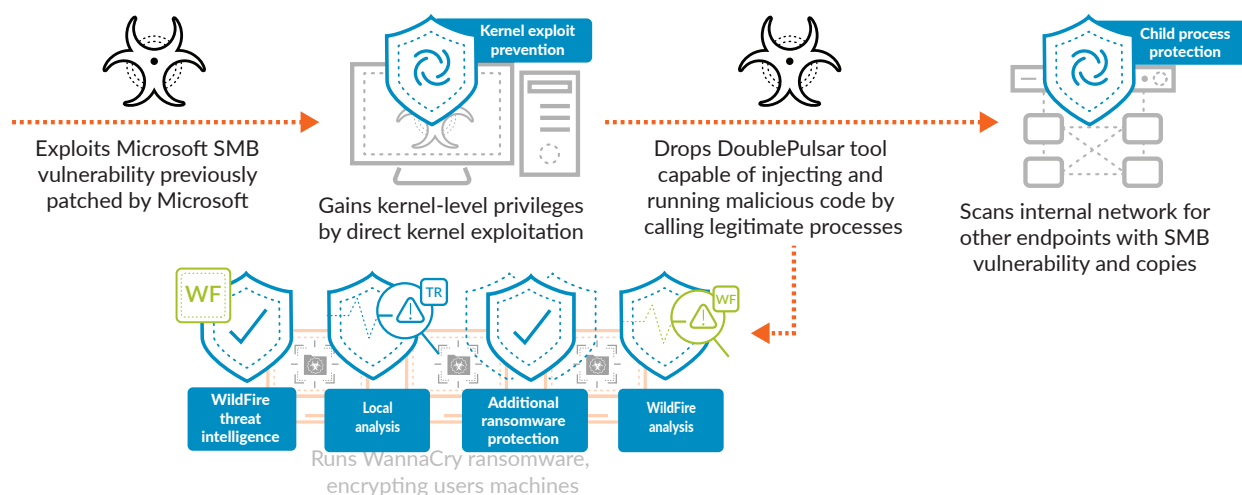 Kernel exploit
prevention
Child process
protection
Exploits Microsoft SMB
vulnerability previously
patched by Microsoft
Gains kernel-level privileges
by direct kernel exploitation
Drops DoublePulsar tool
capable of injecting and
running malicious code by
calling legitimate processes
Scans internal network for
other endpoints with SMB
vulnerability and copies
WF
TR
WF
WildFire
threat
intelligence
Local
analysis
Additional
ransomware
protection
WildFire
analysis
Runs WannaCry ransomware,
encrypting users machines